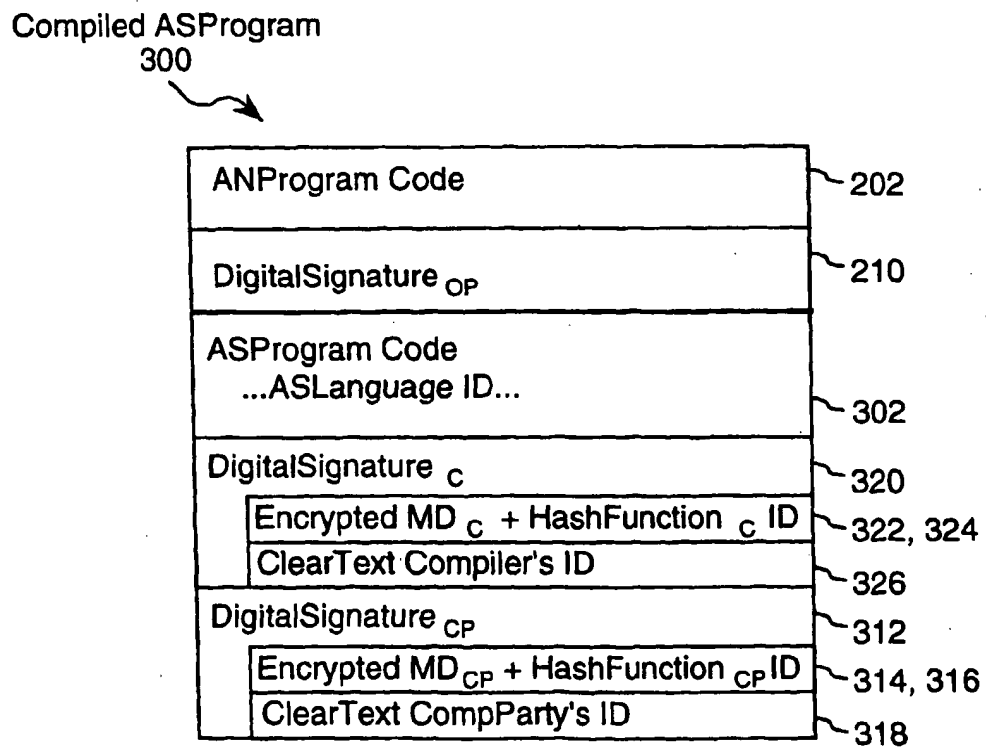 Compiled ASProgram
300
ANProgram Code
202
DigitalSignature OP
210
ASProgram Code
...ASLanguage ID...
302
DigitalSignature C
320
Encrypted MD C + HashFunction C ID
322, 324
ClearText Compiler's ID
326
DigitalSignature CP
312
Encrypted MD CP + HashFunction CP ID
314, 316
ClearText CompParty's ID
318